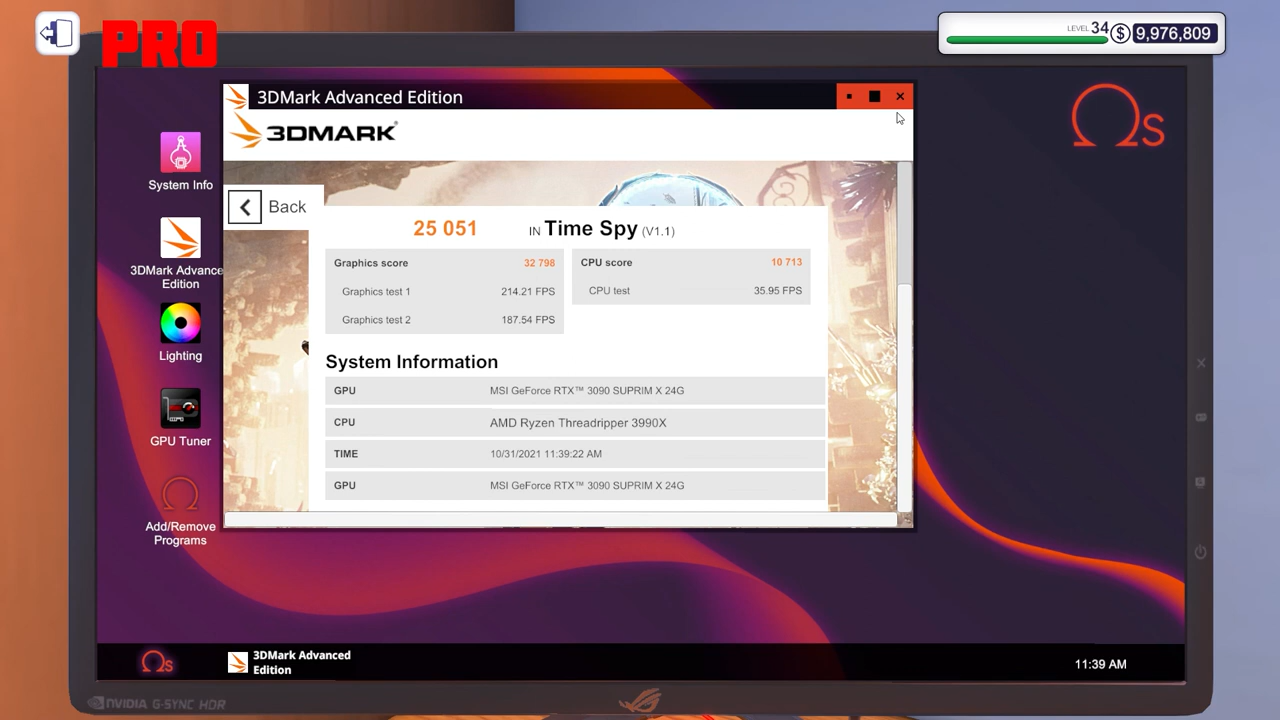 PRO
LEVEL 34 $ 9,976,809
3DMark Advanced Edition
3DMARK
Ωs
System Info
Back
25 051 IN Time Spy (V1.1)
Graphics score 32 798
Graphics test 1 214.21 FPS
Graphics test 2 187.54 FPS
CPU score 10 713
CPU test 35.95 FPS
3DMark Advance
Edition
Lighting
System Information
GPU MSI GeForce RTX™ 3090 SUPRIM X 24G
CPU AMD Ryzen Threadripper 3990X
TIME 10/31/2021 11:39:22 AM
GPU MSI GeForce RTX™ 3090 SUPRIM X 24G
GPU Tuner
Add/Remove
Programs
Ωs
3DMark Advanced
Edition
11:39 AM
NVIDIA G-SYNC HDR